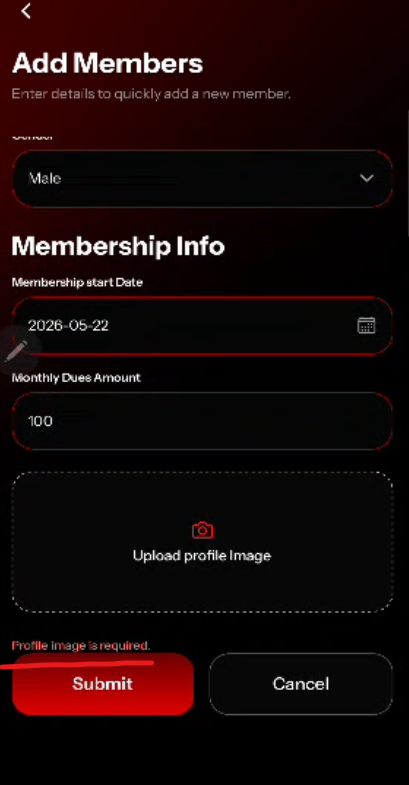 Add Members
Enter details to quickly add a new member.
Gender
Male
Membership Info
Membership start Date
2026-05-22
Monthly Dues Amount
100
Upload profile Image
Profile image is required.
Submit
Cancel